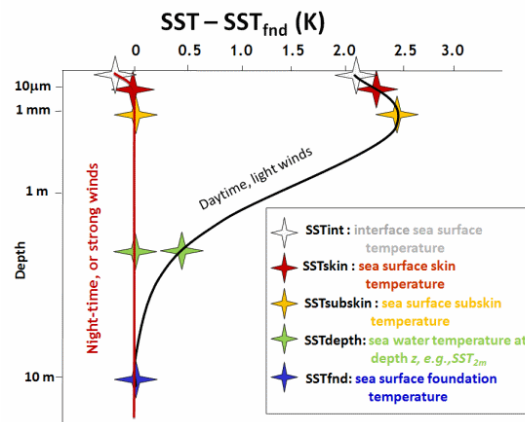 SST – SSTfnd (K)
0 0.5 1.0 1.5 2.0 2.5 3.0
10μm
1 mm
1 m
10 m
Depth
Night-time, or strong winds
Daytime, light winds
SSTint : interface sea surface
temperature
SSTskin : sea surface skin
temperature
SSTsubskin : sea surface subskin
temperature
SSTdepth: sea water temperature at
depth z, e.g.,SST2m
SSTfnd: sea surface foundation
temperature